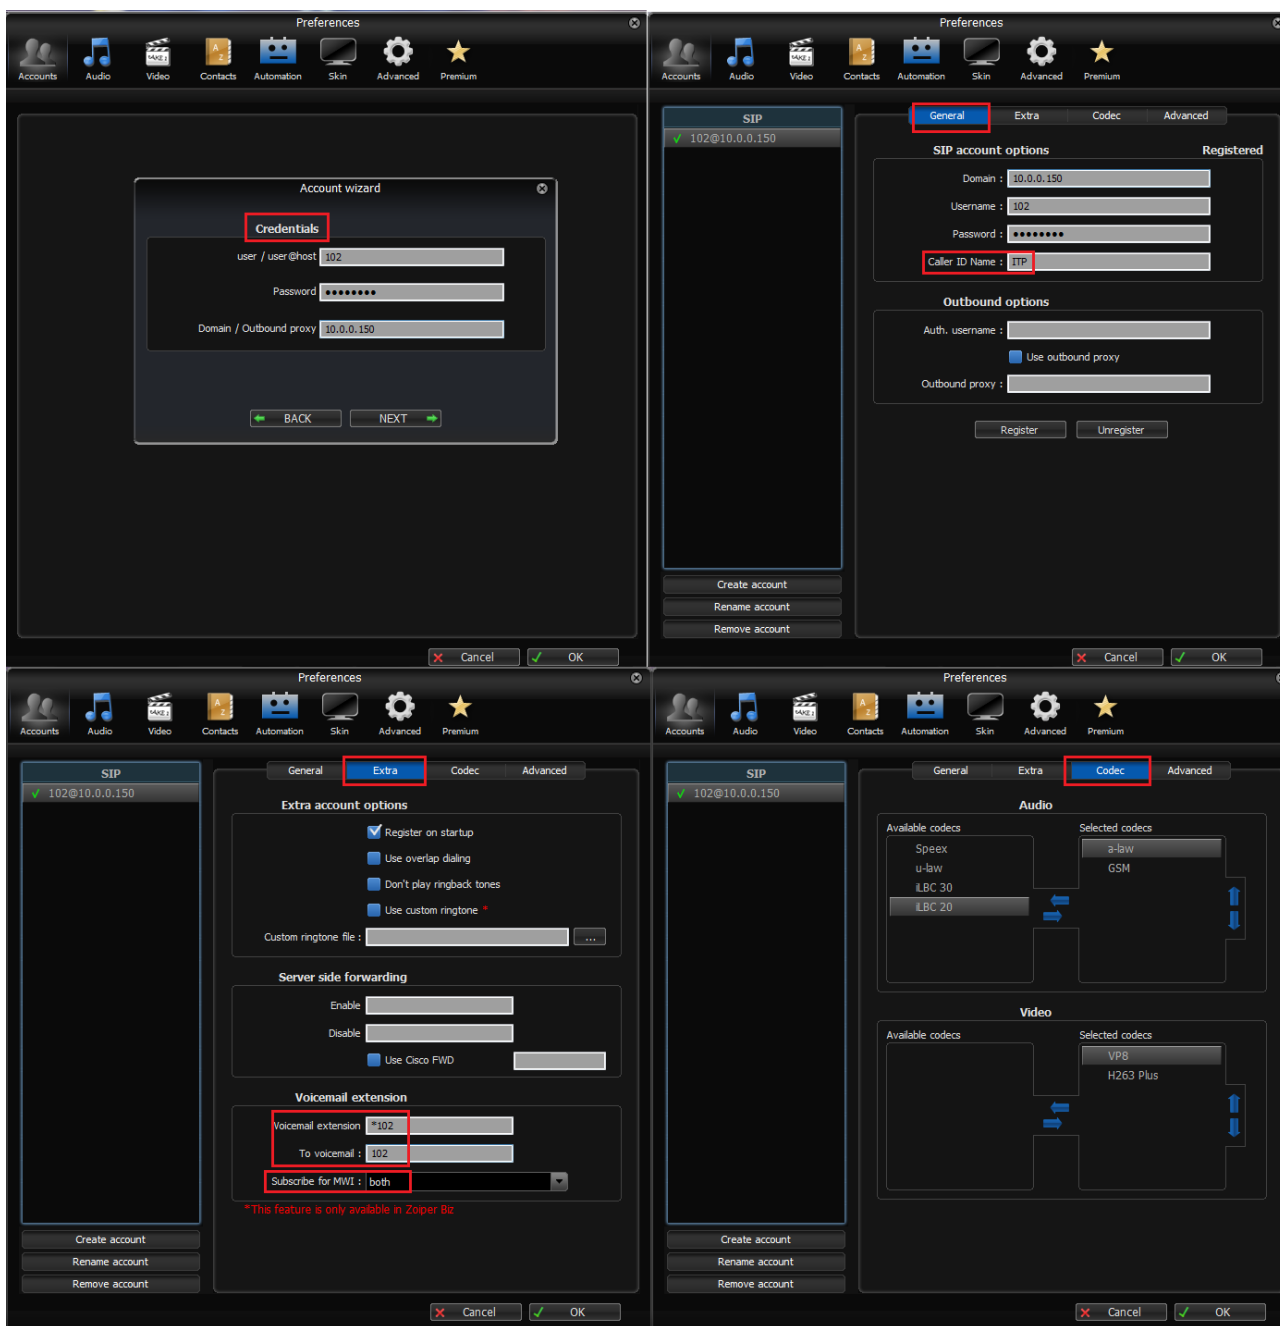 Preferences
Accounts Audio Video Contacts Automation Skin Advanced Premium
Account wizard
Credentials
user / user@host 102
Password ●●●●●●●●
Domain / Outbound proxy 10.0.0.150
BACK NEXT
Cancel OK
Preferences
Accounts Audio Video Contacts Automation Skin Advanced Premium
SIP
102@10.0.0.150
General Extra Codec Advanced
SIP account options Registered
Domain : 10.0.0.150
Username : 102
Password : ●●●●●●●●
Caller ID Name : ITP
Outbound options
Auth. username :
Use outbound proxy
Outbound proxy :
Register Unregister
Create account
Rename account
Remove account
Cancel OK
Preferences
Accounts Audio Video Contacts Automation Skin Advanced Premium
SIP
102@10.0.0.150
General Extra Codec Advanced
Extra account options
Register on startup
Use overlap dialing
Don't play ringback tones
Use custom ringtone *
Custom ringtone file : ...
Server side forwarding
Enable
Disable
Use Cisco FWD
Voicemail extension
Voicemail extension *102
To voicemail : 102
Subscribe for MWI : both
*This feature is only available in Zoiper Biz
Create account
Rename account
Remove account
Cancel OK
Preferences
Accounts Audio Video Contacts Automation Skin Advanced Premium
SIP
102@10.0.0.150
General Extra Codec Advanced
Audio
Available codecs Selected codecs
Speex a-law
u-law GSM
iLBC 30
iLBC 20
Video
Available codecs Selected codecs
VP8
H263 Plus
Create account
Rename account
Remove account
Cancel OK